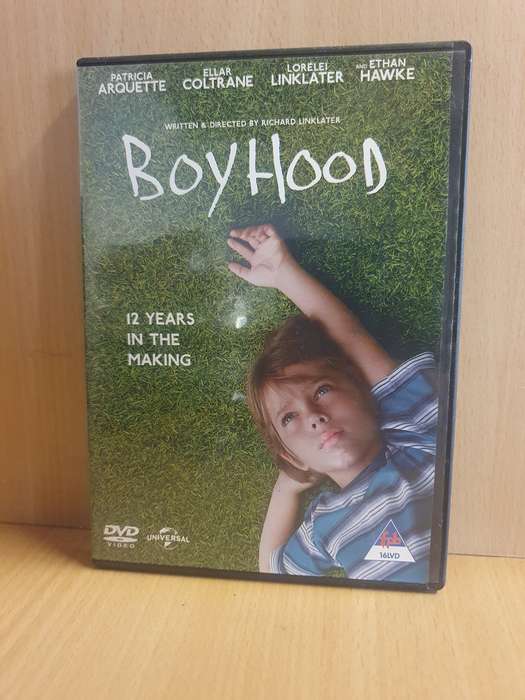 PATRICIA ARQUETTE
ELLAR COLTRANE
LORELEI LINKLATER
AND ETHAN HAWKE
WRITTEN & DIRECTED BY RICHARD LINKLATER
BOYHOOD
12 YEARS
IN THE
MAKING
DVD
VIDEO
UNIVERSAL
fpb
16LVD